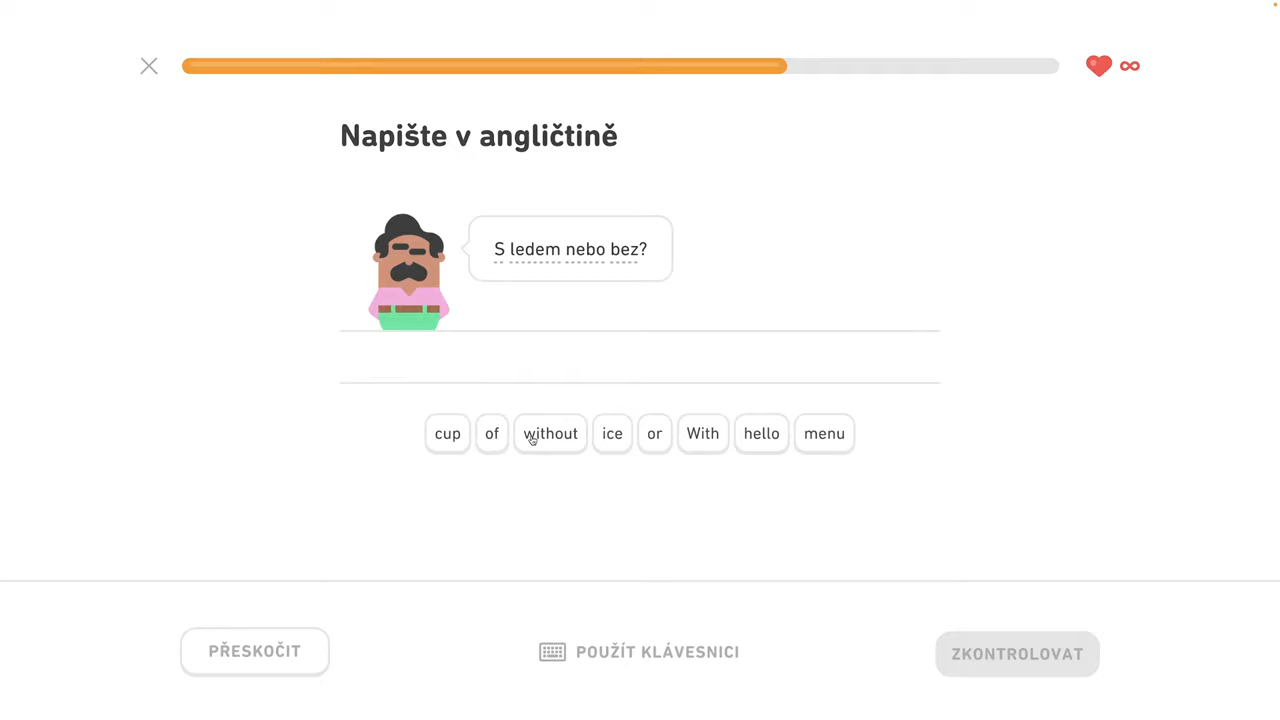 Napište v angličtině
S ledem nebo bez?
cup of without ice or With hello menu
PŘESKOČIT
POUŽÍT KLÁVESNICI
ZKONTROLOVAT